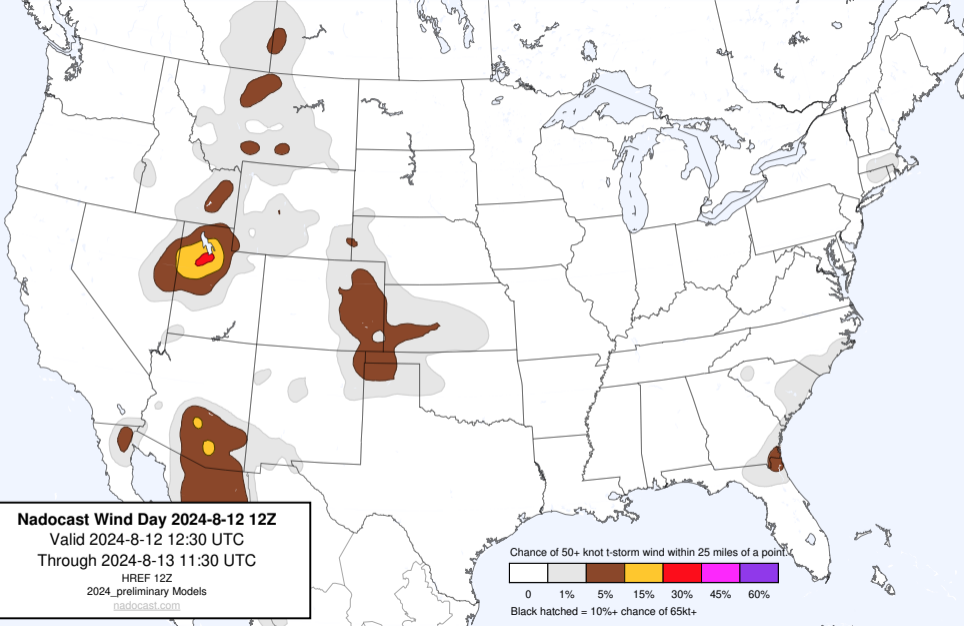 Nadocast Wind Day 2024-8-12 12Z
Valid 2024-8-12 12:30 UTC
Through 2024-8-13 11:30 UTC
HREF 12Z
2024_preliminary Models
nadocast.com
Chance of 50+ knot t-storm wind within 25 miles of a point.
0 1% 5% 15% 30% 45% 60%
Black hatched = 10%+ chance of 65kt+